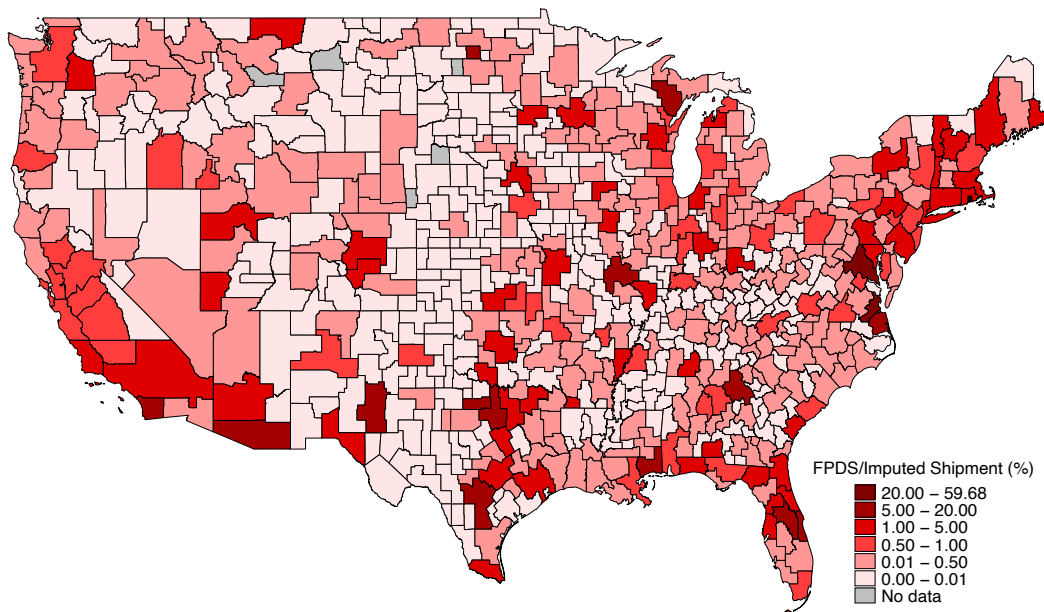 FPDS/Imputed Shipment (%)
20.00 – 59.68
5.00 – 20.00
1.00 – 5.00
0.50 – 1.00
0.01 – 0.50
0.00 – 0.01
No data